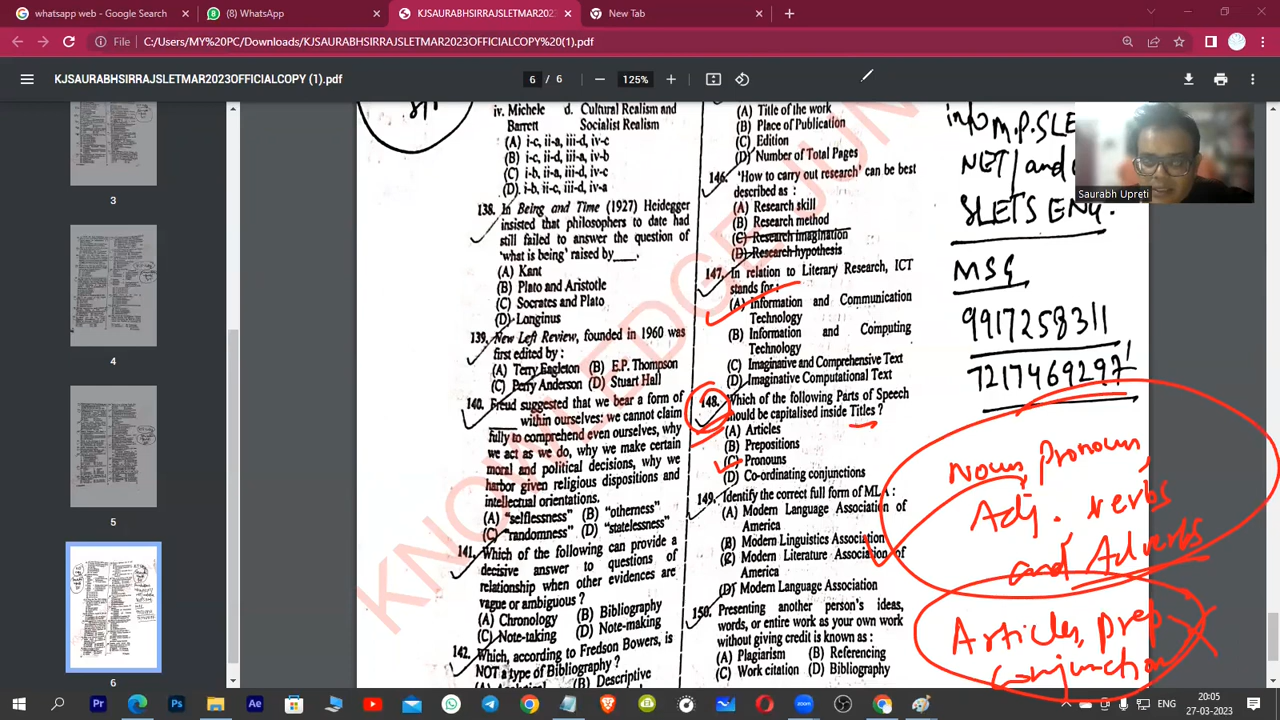 whatsapp web - Google Search
(8) WhatsApp
KJSAURABHSIRRAJSLETMAR2023OFFICIALCOPY
New Tab
File
C:/Users/MY%20PC/Downloads/KJSAURABHSIRRAJSLETMAR2023OFFICIALCOPY%20(1).pdf
KJSAURABHSIRRAJSLETMAR2023OFFICIALCOPY (1).pdf
6 / 6
125%
3
4
5
6
iv. Michele d. Cultural Realism and
Barrett Socialist Realism
(A) i-c, ii-a, iii-d, iv-c
(B) i-c, ii-d, iii-a, iv-b
(C) i-b, ii-a, iii-d, iv-c
(D) i-b, ii-c, iii-d, iv-a
138. In Being and Time (1927) Heidegger
insisted that philosophers to date had
still failed to answer the question of
'what is being' raised by____.
(A) Kant
(B) Plato and Aristotle
(C) Socrates and Plato
(D) Longinus
139. New Left Review, founded in 1960 was
first edited by :
(A) Terry Eagleton (B) E.P. Thompson
(C) Perry Anderson (D) Stuart Hall
140. Freud suggested that we bear a form of
____ within ourselves; we cannot claim
fully to comprehend even ourselves, why
we act as we do, why we make certain
moral and political decisions, why we
harbor given religious dispositions and
intellectual orientations.
(A) "selflessness" (B) "otherness"
(C) "randomness" (D) "statelessness"
141. Which of the following can provide a
decisive answer to questions of
relationship when other evidences are
vague or ambiguous ?
(A) Chronology (B) Bibliography
(C) Note-taking (D) Note-making
142. Which, according to Fredson Bowers, is
NOT a type of Bibliography ?
(B) Descriptive
(A) Title of the work
(B) Place of Publication
(C) Edition
(D) Number of Total Pages
146. 'How to carry out research' can be best
described as :
(A) Research skill
(B) Research method
(C) Research imagination
(D) Research hypothesis
147. In relation to Literary Research, ICT
stands for :
(A) Information and Communication
Technology
(B) Information and Computing
Technology
(C) Imaginative and Comprehensive Text
(D) Imaginative Computational Text
148. Which of the following Parts of Speech
should be capitalised inside Titles ?
(A) Articles
(B) Prepositions
(C) Pronouns
(D) Co-ordinating conjunctions
149. Identify the correct full form of MLA :
(A) Modern Language Association of
America
(B) Modern Linguistics Association
(C) Modern Literature Association of
America
(D) Modern Language Association
150. Presenting another person's ideas,
words, or entire work as your own work
without giving credit is known as :
(A) Plagiarism (B) Referencing
(C) Work citation (D) Bibliography
KNOWLEDGE JUN
info M.P.SLE
NET/ and
SLETS ENG.
MSG
9917258311
7217469297
Noun, Pronoun,
Adj. verbs
and Adverbs
Articles, prep
conjunction
Saurabh Upreti
20:05
27-03-2023